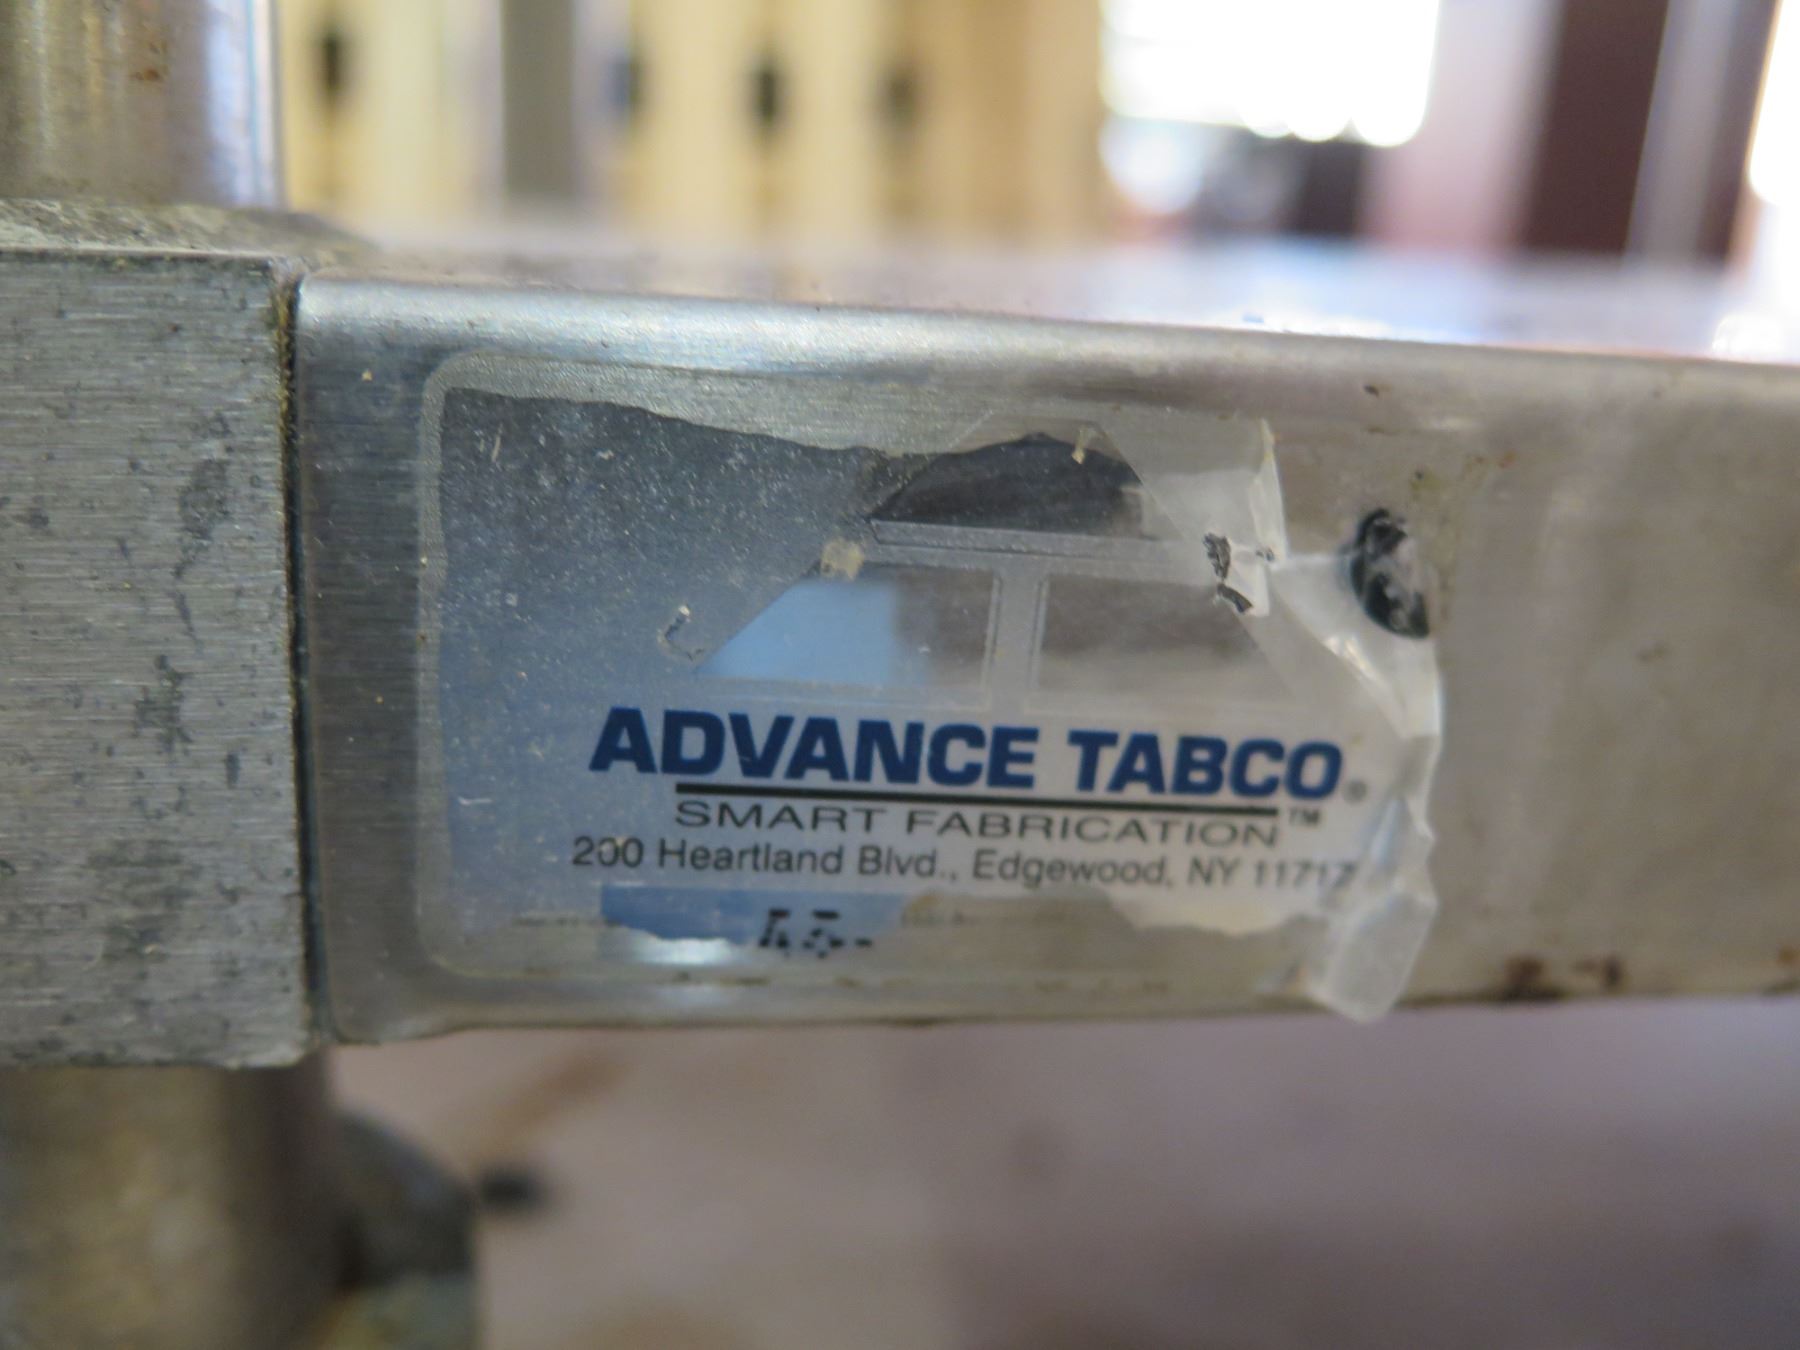 ADVANCE TABCO®
SMART FABRICATION™
200 Heartland Blvd., Edgewood, NY 11717